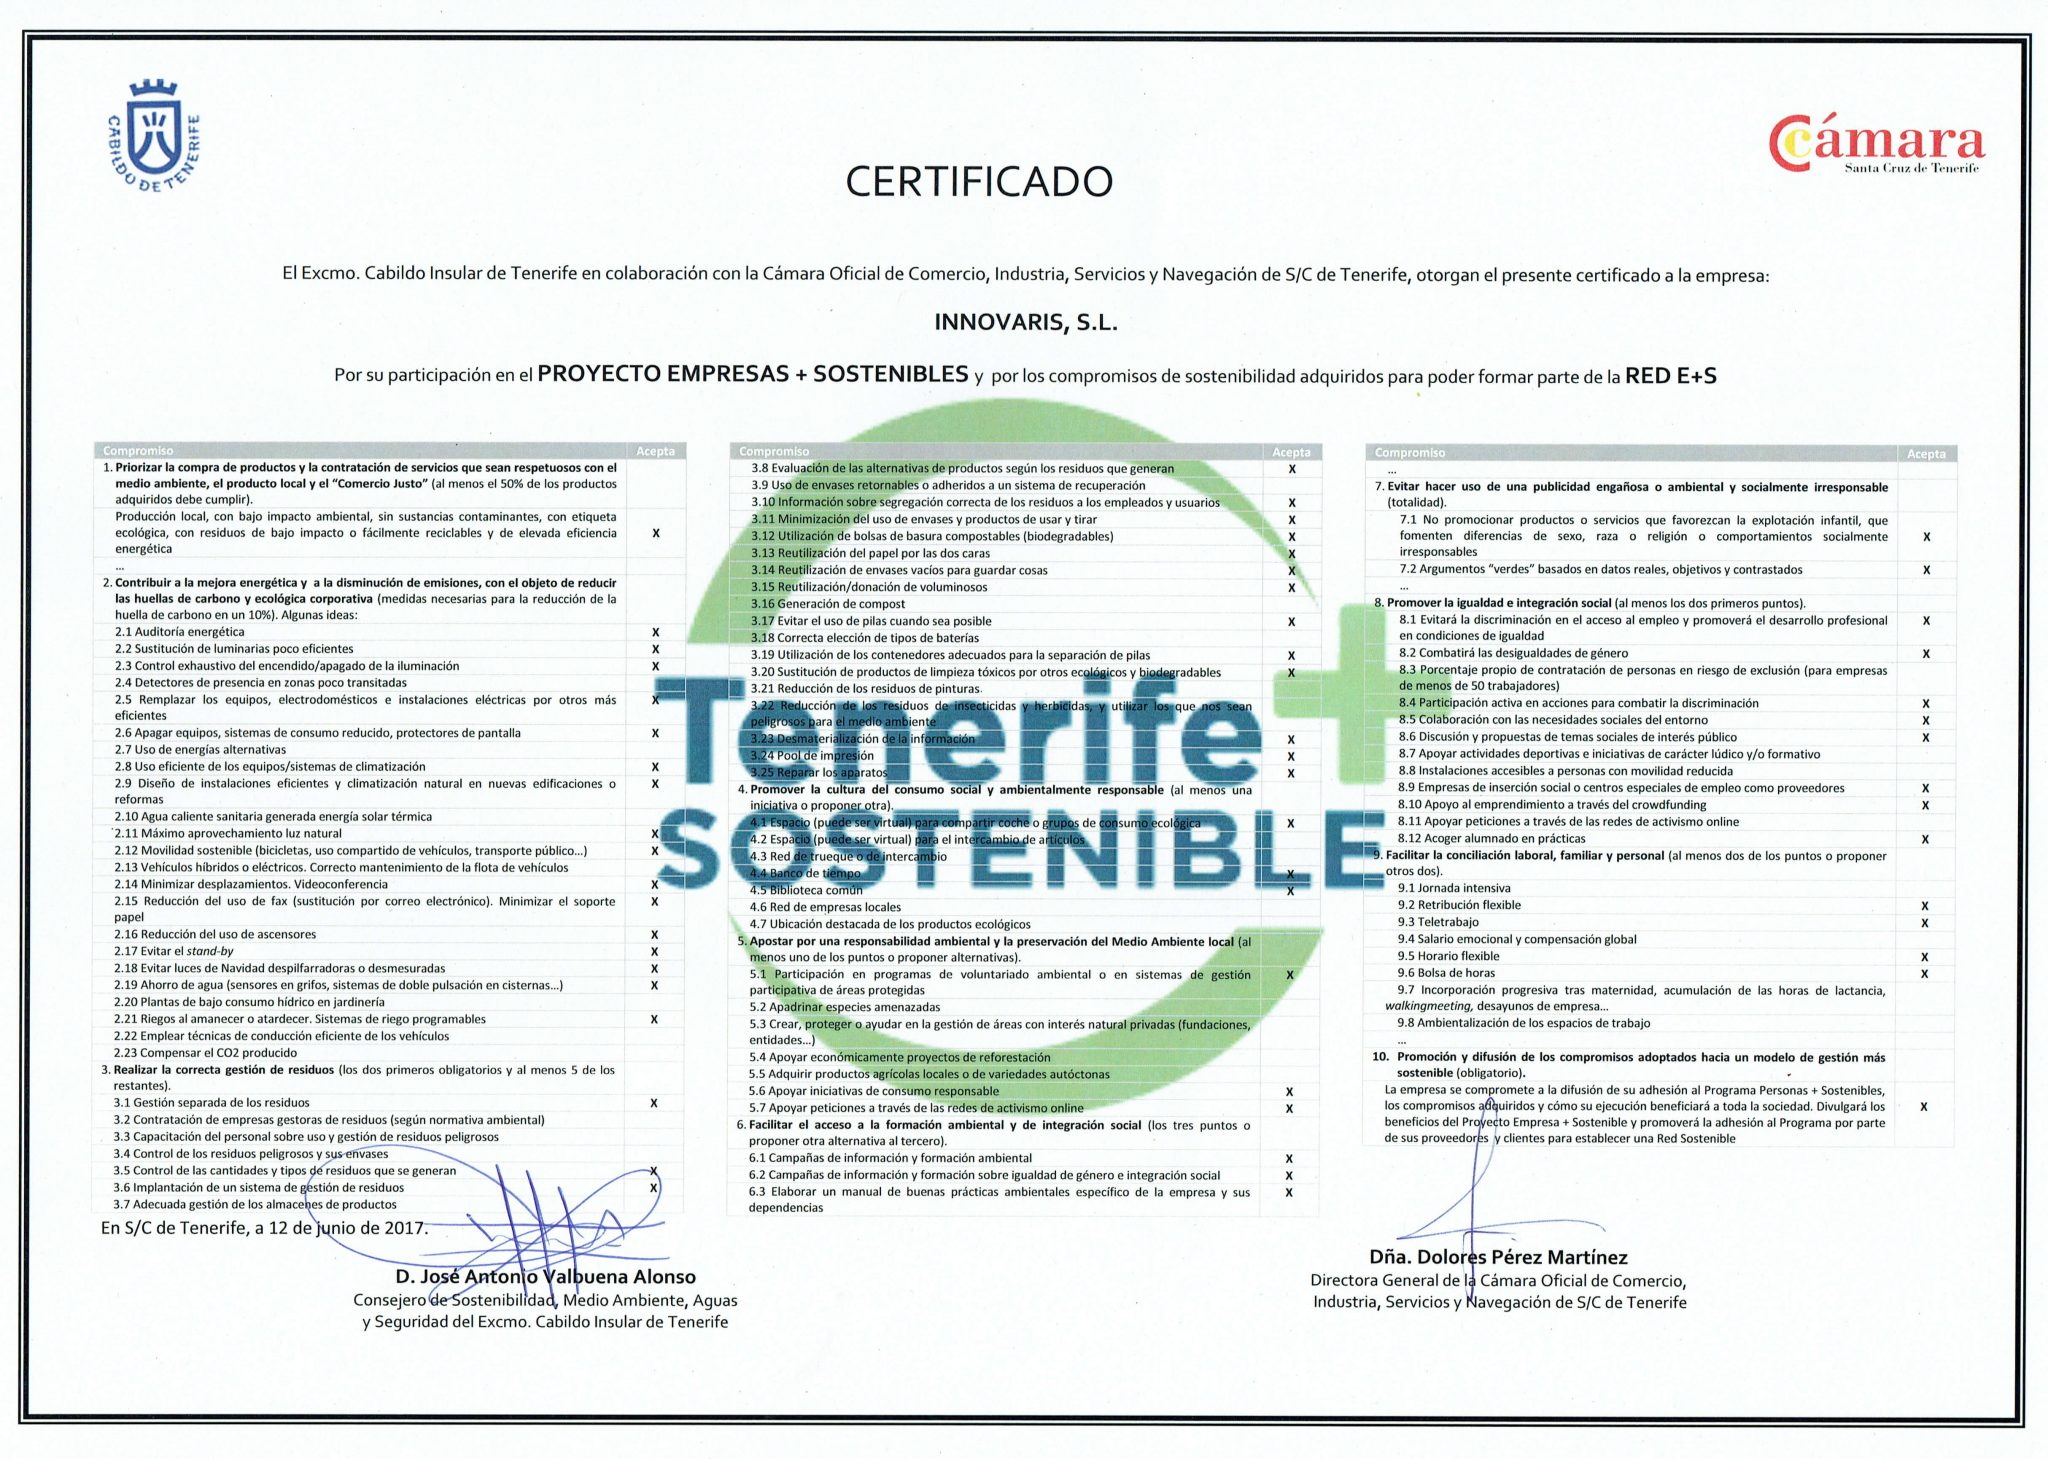 CABILDO DE TENERIFE
Cámara
Santa Cruz de Tenerife
CERTIFICADO
El Excmo. Cabildo Insular de Tenerife en colaboración con la Cámara Oficial de Comercio, Industria, Servicios y Navegación de S/C de Tenerife, otorgan el presente certificado a la empresa:
INNOVARIS, S.L.
Por su participación en el PROYECTO EMPRESAS + SOSTENIBLES y por los compromisos de sostenibilidad adquiridos para poder formar parte de la RED E+S
Compromiso Acepta
1. Priorizar la compra de productos y la contratación de servicios que sean respetuosos con el
medio ambiente, el producto local y el “Comercio Justo” (al menos el 50% de los productos
adquiridos debe cumplir).
Producción local, con bajo impacto ambiental, sin sustancias contaminantes, con etiqueta
ecológica, con residuos de bajo impacto o fácilmente reciclables y de elevada eficiencia X
energética
...
2. Contribuir a la mejora energética y a la disminución de emisiones, con el objeto de reducir
las huellas de carbono y ecológica corporativa (medidas necesarias para la reducción de la
huella de carbono en un 10%). Algunas ideas:
2.1 Auditoría energética X
2.2 Sustitución de luminarias poco eficientes X
2.3 Control exhaustivo del encendido/apagado de la iluminación X
2.4 Detectores de presencia en zonas poco transitadas
2.5 Remplazar los equipos, electrodomésticos e instalaciones eléctricas por otros más X
eficientes
2.6 Apagar equipos, sistemas de consumo reducido, protectores de pantalla X
2.7 Uso de energías alternativas
2.8 Uso eficiente de los equipos/sistemas de climatización X
2.9 Diseño de instalaciones eficientes y climatización natural en nuevas edificaciones o X
reformas
2.10 Agua caliente sanitaria generada energía solar térmica
2.11 Máximo aprovechamiento luz natural X
2.12 Movilidad sostenible (bicicletas, uso compartido de vehículos, transporte público...) X
2.13 Vehículos híbridos o eléctricos. Correcto mantenimiento de la flota de vehículos
2.14 Minimizar desplazamientos. Videoconferencia X
2.15 Reducción del uso de fax (sustitución por correo electrónico). Minimizar el soporte X
papel
2.16 Reducción del uso de ascensores X
2.17 Evitar el stand-by X
2.18 Evitar luces de Navidad despilfarradoras o desmesuradas X
2.19 Ahorro de agua (sensores en grifos, sistemas de doble pulsación en cisternas...) X
2.20 Plantas de bajo consumo hídrico en jardinería
2.21 Riegos al amanecer o atardecer. Sistemas de riego programables X
2.22 Emplear técnicas de conducción eficiente de los vehículos
2.23 Compensar el CO2 producido
3. Realizar la correcta gestión de residuos (los dos primeros obligatorios y al menos 5 de los
restantes).
3.1 Gestión separada de los residuos X
3.2 Contratación de empresas gestoras de residuos (según normativa ambiental)
3.3 Capacitación del personal sobre uso y gestión de residuos peligrosos
3.4 Control de los residuos peligrosos y sus envases
3.5 Control de las cantidades y tipos de residuos que se generan X
3.6 Implantación de un sistema de gestión de residuos X
3.7 Adecuada gestión de los almacenes de productos
Compromiso Acepta
3.8 Evaluación de las alternativas de productos según los residuos que generan X
3.9 Uso de envases retornables o adheridos a un sistema de recuperación
3.10 Información sobre segregación correcta de los residuos a los empleados y usuarios X
3.11 Minimización del uso de envases y productos de usar y tirar X
3.12 Utilización de bolsas de basura compostables (biodegradables) X
3.13 Reutilización del papel por las dos caras X
3.14 Reutilización de envases vacíos para guardar cosas X
3.15 Reutilización/donación de voluminosos X
3.16 Generación de compost
3.17 Evitar el uso de pilas cuando sea posible X
3.18 Correcta elección de tipos de baterías
3.19 Utilización de los contenedores adecuados para la separación de pilas X
3.20 Sustitución de productos de limpieza tóxicos por otros ecológicos y biodegradables X
3.21 Reducción de los residuos de pinturas.
3.22 Reducción de los residuos de insecticidas y herbicidas, y utilizar los que nos sean
peligrosos para el medio ambiente
3.23 Desmaterialización de la información X
3.24 Pool de impresión X
3.25 Reparar los aparatos X
4. Promover la cultura del consumo social y ambientalmente responsable (al menos una
iniciativa o proponer otra).
4.1 Espacio (puede ser virtual) para compartir coche o grupos de consumo ecológica X
4.2 Espacio (puede ser virtual) para el intercambio de artículos
4.3 Red de trueque o de intercambio
4.4 Banco de tiempo X
4.5 Biblioteca común X
4.6 Red de empresas locales
4.7 Ubicación destacada de los productos ecológicos
5. Apostar por una responsabilidad ambiental y la preservación del Medio Ambiente local (al
menos uno de los puntos o proponer alternativas).
5.1 Participación en programas de voluntariado ambiental o en sistemas de gestión X
participativa de áreas protegidas
5.2 Apadrinar especies amenazadas
5.3 Crear, proteger o ayudar en la gestión de áreas con interés natural privadas (fundaciones,
entidades...)
5.4 Apoyar económicamente proyectos de reforestación
5.5 Adquirir productos agrícolas locales o de variedades autóctonas
5.6 Apoyar iniciativas de consumo responsable X
5.7 Apoyar peticiones a través de las redes de activismo online X
6. Facilitar el acceso a la formación ambiental y de integración social (los tres puntos o
proponer otra alternativa al tercero).
6.1 Campañas de información y formación ambiental X
6.2 Campañas de información y formación sobre igualdad de género e integración social X
6.3 Elaborar un manual de buenas prácticas ambientales específico de la empresa y sus X
dependencias
Compromiso Acepta
...
7. Evitar hacer uso de una publicidad engañosa o ambiental y socialmente irresponsable
(totalidad).
7.1 No promocionar productos o servicios que favorezcan la explotación infantil, que
fomenten diferencias de sexo, raza o religión o comportamientos socialmente X
irresponsables
7.2 Argumentos “verdes” basados en datos reales, objetivos y contrastados X
...
8. Promover la igualdad e integración social (al menos los dos primeros puntos).
8.1 Evitará la discriminación en el acceso al empleo y promoverá el desarrollo profesional X
en condiciones de igualdad
8.2 Combatirá las desigualdades de género X
8.3 Porcentaje propio de contratación de personas en riesgo de exclusión (para empresas
de menos de 50 trabajadores)
8.4 Participación activa en acciones para combatir la discriminación X
8.5 Colaboración con las necesidades sociales del entorno X
8.6 Discusión y propuestas de temas sociales de interés público X
8.7 Apoyar actividades deportivas e iniciativas de carácter lúdico y/o formativo
8.8 Instalaciones accesibles a personas con movilidad reducida
8.9 Empresas de inserción social o centros especiales de empleo como proveedores X
8.10 Apoyo al emprendimiento a través del crowdfunding X
8.11 Apoyar peticiones a través de las redes de activismo online
8.12 Acoger alumnado en prácticas X
9. Facilitar la conciliación laboral, familiar y personal (al menos dos de los puntos o proponer
otros dos).
9.1 Jornada intensiva
9.2 Retribución flexible X
9.3 Teletrabajo X
9.4 Salario emocional y compensación global
9.5 Horario flexible X
9.6 Bolsa de horas X
9.7 Incorporación progresiva tras maternidad, acumulación de las horas de lactancia,
walkingmeeting, desayunos de empresa...
9.8 Ambientalización de los espacios de trabajo
...
10. Promoción y difusión de los compromisos adoptados hacia un modelo de gestión más
sostenible (obligatorio).
La empresa se compromete a la difusión de su adhesión al Programa Personas + Sostenibles,
los compromisos adquiridos y cómo su ejecución beneficiará a toda la sociedad. Divulgará los X
beneficios del Proyecto Empresa + Sostenible y promoverá la adhesión al Programa por parte
de sus proveedores y clientes para establecer una Red Sostenible
Tenerife+
SOSTENIBLE
En S/C de Tenerife, a 12 de junio de 2017.
D. José Antonio Valbuena Alonso
Consejero de Sostenibilidad, Medio Ambiente, Aguas
y Seguridad del Excmo. Cabildo Insular de Tenerife
Dña. Dolores Pérez Martínez
Directora General de la Cámara Oficial de Comercio,
Industria, Servicios y Navegación de S/C de Tenerife